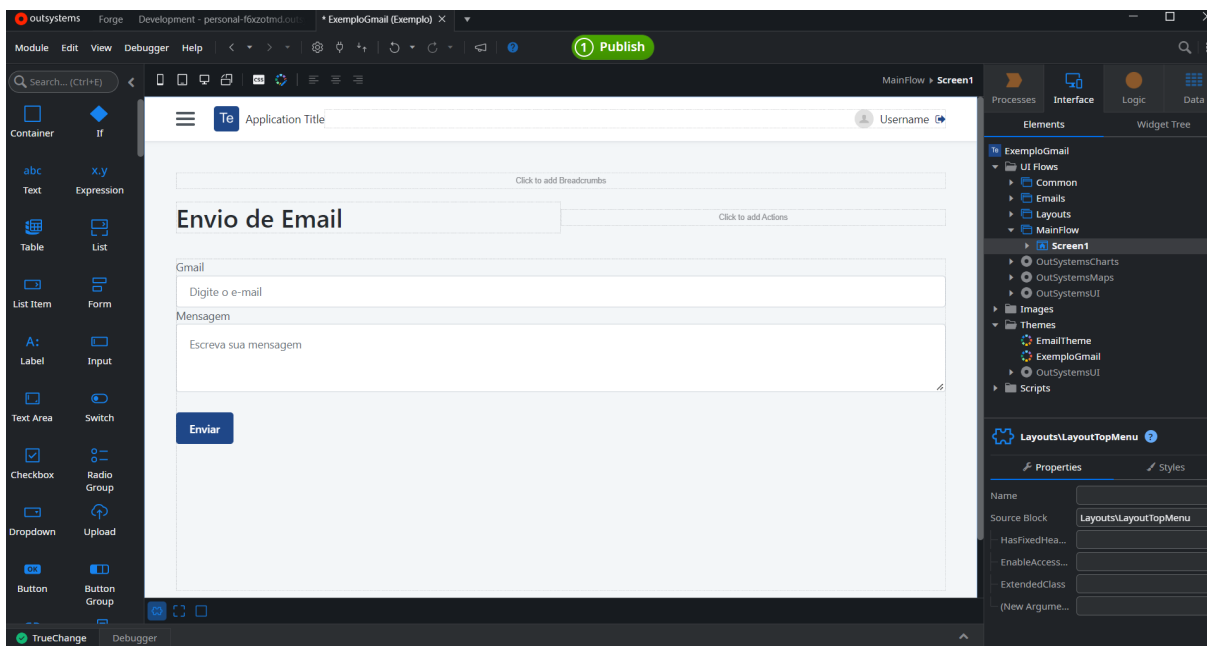 outsystems Forge Development - personal-f6xzotmd.out * ExemploGmail (Exemplo)
Module Edit View Debugger Help 1 Publish
Search... (Ctrl+E) CSS MainFlow Screen1
Processes Interface Logic Data
Elements Widget Tree
Container If
abc x.y
Text Expression
Table List
List Item Form
A:
Label Input
Text Area Switch
Checkbox Radio
Group
Dropdown Upload
OK
Button Button
Group
Te Application Title Username
Click to add Breadcrumbs
Envio de Email Click to add Actions
Gmail
Digite o e-mail
Mensagem
Escreva sua mensagem
Enviar
Te ExemploGmail
UI Flows
Common
Emails
Layouts
MainFlow
Screen1
OutSystemsCharts
OutSystemsMaps
OutSystemsUI
Images
Themes
EmailTheme
ExemploGmail
OutSystemsUI
Scripts
Layouts\LayoutTopMenu ?
Properties Styles
Name
Source Block Layouts\LayoutTopMenu
HasFixedHea...
EnableAccess...
ExtendedClass
(New Argume...
TrueChange Debugger